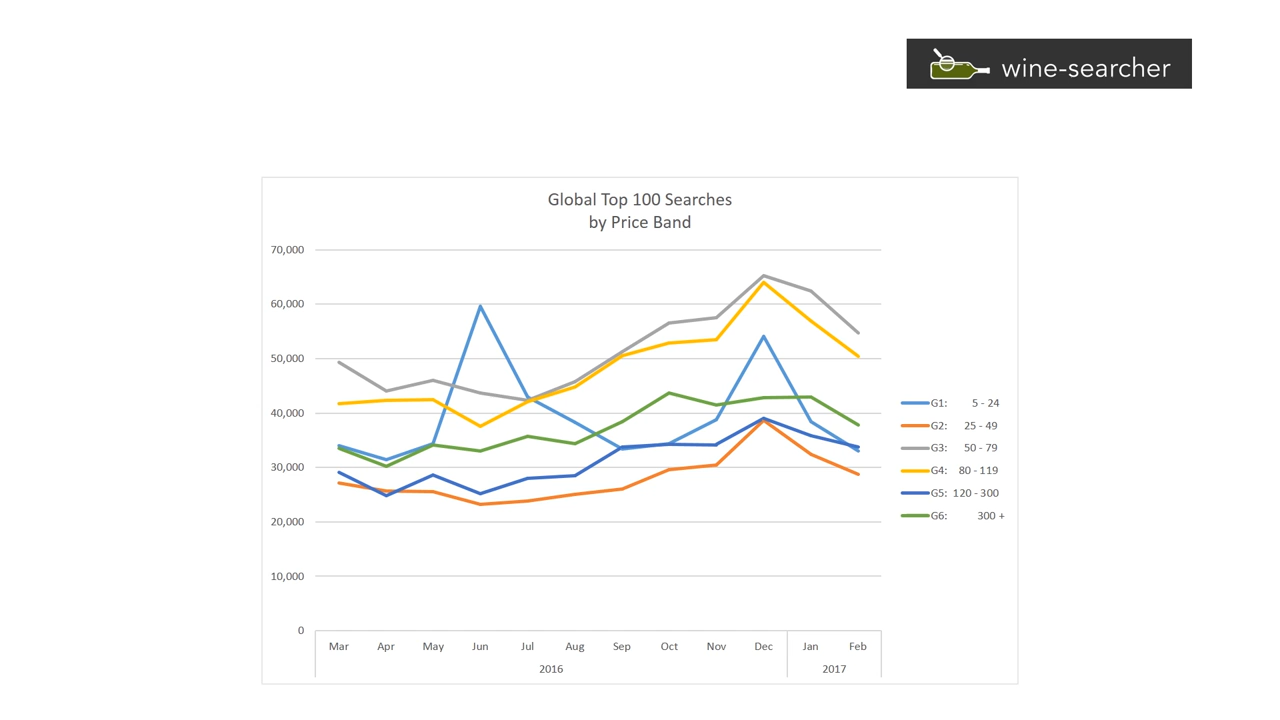 wine-searcher
Global Top 100 Searches
by Price Band
70,000
60,000
50,000
40,000
30,000
20,000
10,000
0
Mar Apr May Jun Jul Aug Sep Oct Nov Dec Jan Feb
2016 2017
G1: 5 - 24
G2: 25 - 49
G3: 50 - 79
G4: 80 - 119
G5: 120 - 300
G6: 300 +